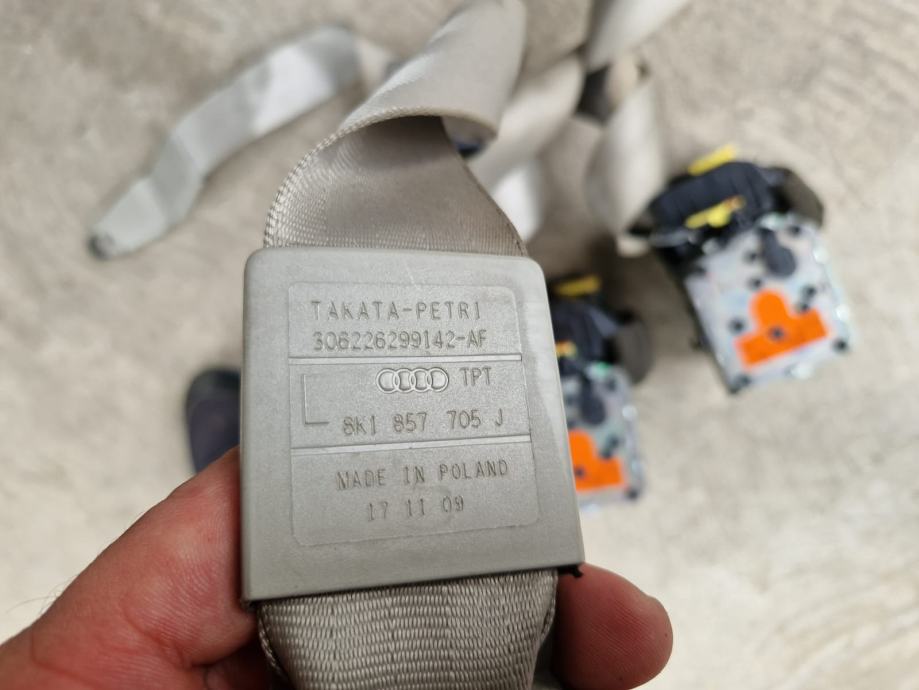 TAKATA-PETRI
306226299142-AF
TPT
8K1 857 705 J
MADE IN POLAND
17 11 09